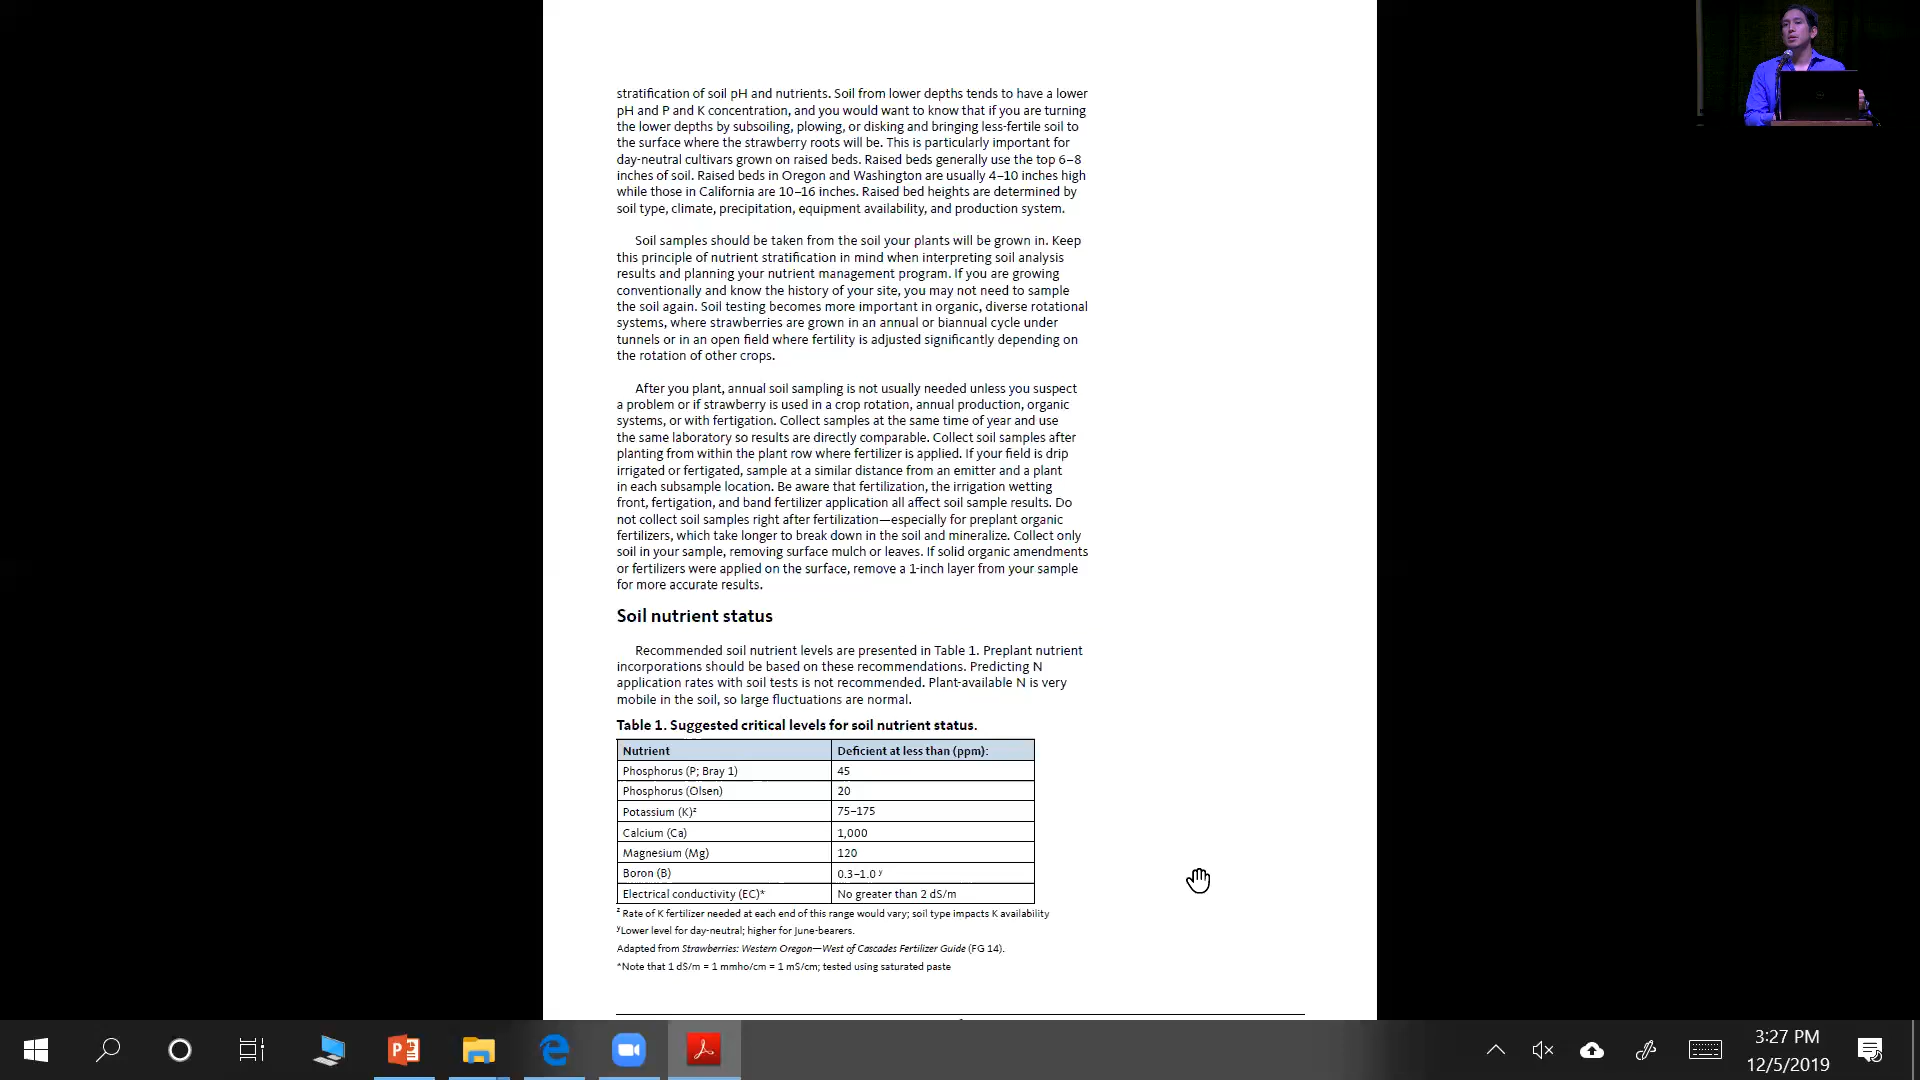 stratification of soil pH and nutrients. Soil from lower depths tends to have a lower
pH and P and K concentration, and you would want to know that if you are turning
the lower depths by subsoiling, plowing, or disking and bringing less-fertile soil to
the surface where the strawberry roots will be. This is particularly important for
day-neutral cultivars grown on raised beds. Raised beds generally use the top 6–8
inches of soil. Raised beds in Oregon and Washington are usually 4–10 inches high
while those in California are 10–16 inches. Raised bed heights are determined by
soil type, climate, precipitation, equipment availability, and production system.
Soil samples should be taken from the soil your plants will be grown in. Keep
this principle of nutrient stratification in mind when interpreting soil analysis
results and planning your nutrient management program. If you are growing
conventionally and know the history of your site, you may not need to sample
the soil again. Soil testing becomes more important in organic, diverse rotational
systems, where strawberries are grown in an annual or biannual cycle under
tunnels or in an open field where fertility is adjusted significantly depending on
the rotation of other crops.
After you plant, annual soil sampling is not usually needed unless you suspect
a problem or if strawberry is used in a crop rotation, annual production, organic
systems, or with fertigation. Collect samples at the same time of year and use
the same laboratory so results are directly comparable. Collect soil samples after
planting from within the plant row where fertilizer is applied. If your field is drip
irrigated or fertigated, sample at a similar distance from an emitter and a plant
in each subsample location. Be aware that fertilization, the irrigation wetting
front, fertigation, and band fertilizer application all affect soil sample results. Do
not collect soil samples right after fertilization—especially for preplant organic
fertilizers, which take longer to break down in the soil and mineralize. Collect only
soil in your sample, removing surface mulch or leaves. If solid organic amendments
or fertilizers were applied on the surface, remove a 1-inch layer from your sample
for more accurate results.
Soil nutrient status
Recommended soil nutrient levels are presented in Table 1. Preplant nutrient
incorporations should be based on these recommendations. Predicting N
application rates with soil tests is not recommended. Plant-available N is very
mobile in the soil, so large fluctuations are normal.
Table 1. Suggested critical levels for soil nutrient status.
Nutrient Deficient at less than (ppm):
Phosphorus (P; Bray 1) 45
Phosphorus (Olsen) 20
Potassium (K)ᶻ 75–175
Calcium (Ca) 1,000
Magnesium (Mg) 120
Boron (B) 0.3–1.0 ʸ
Electrical conductivity (EC)* No greater than 2 dS/m
ᶻ Rate of K fertilizer needed at each end of this range would vary; soil type impacts K availability
ʸLower level for day-neutral; higher for June-bearers.
Adapted from Strawberries: Western Oregon—West of Cascades Fertilizer Guide (FG 14).
*Note that 1 dS/m = 1 mmho/cm = 1 mS/cm; tested using saturated paste
3:27 PM
12/5/2019